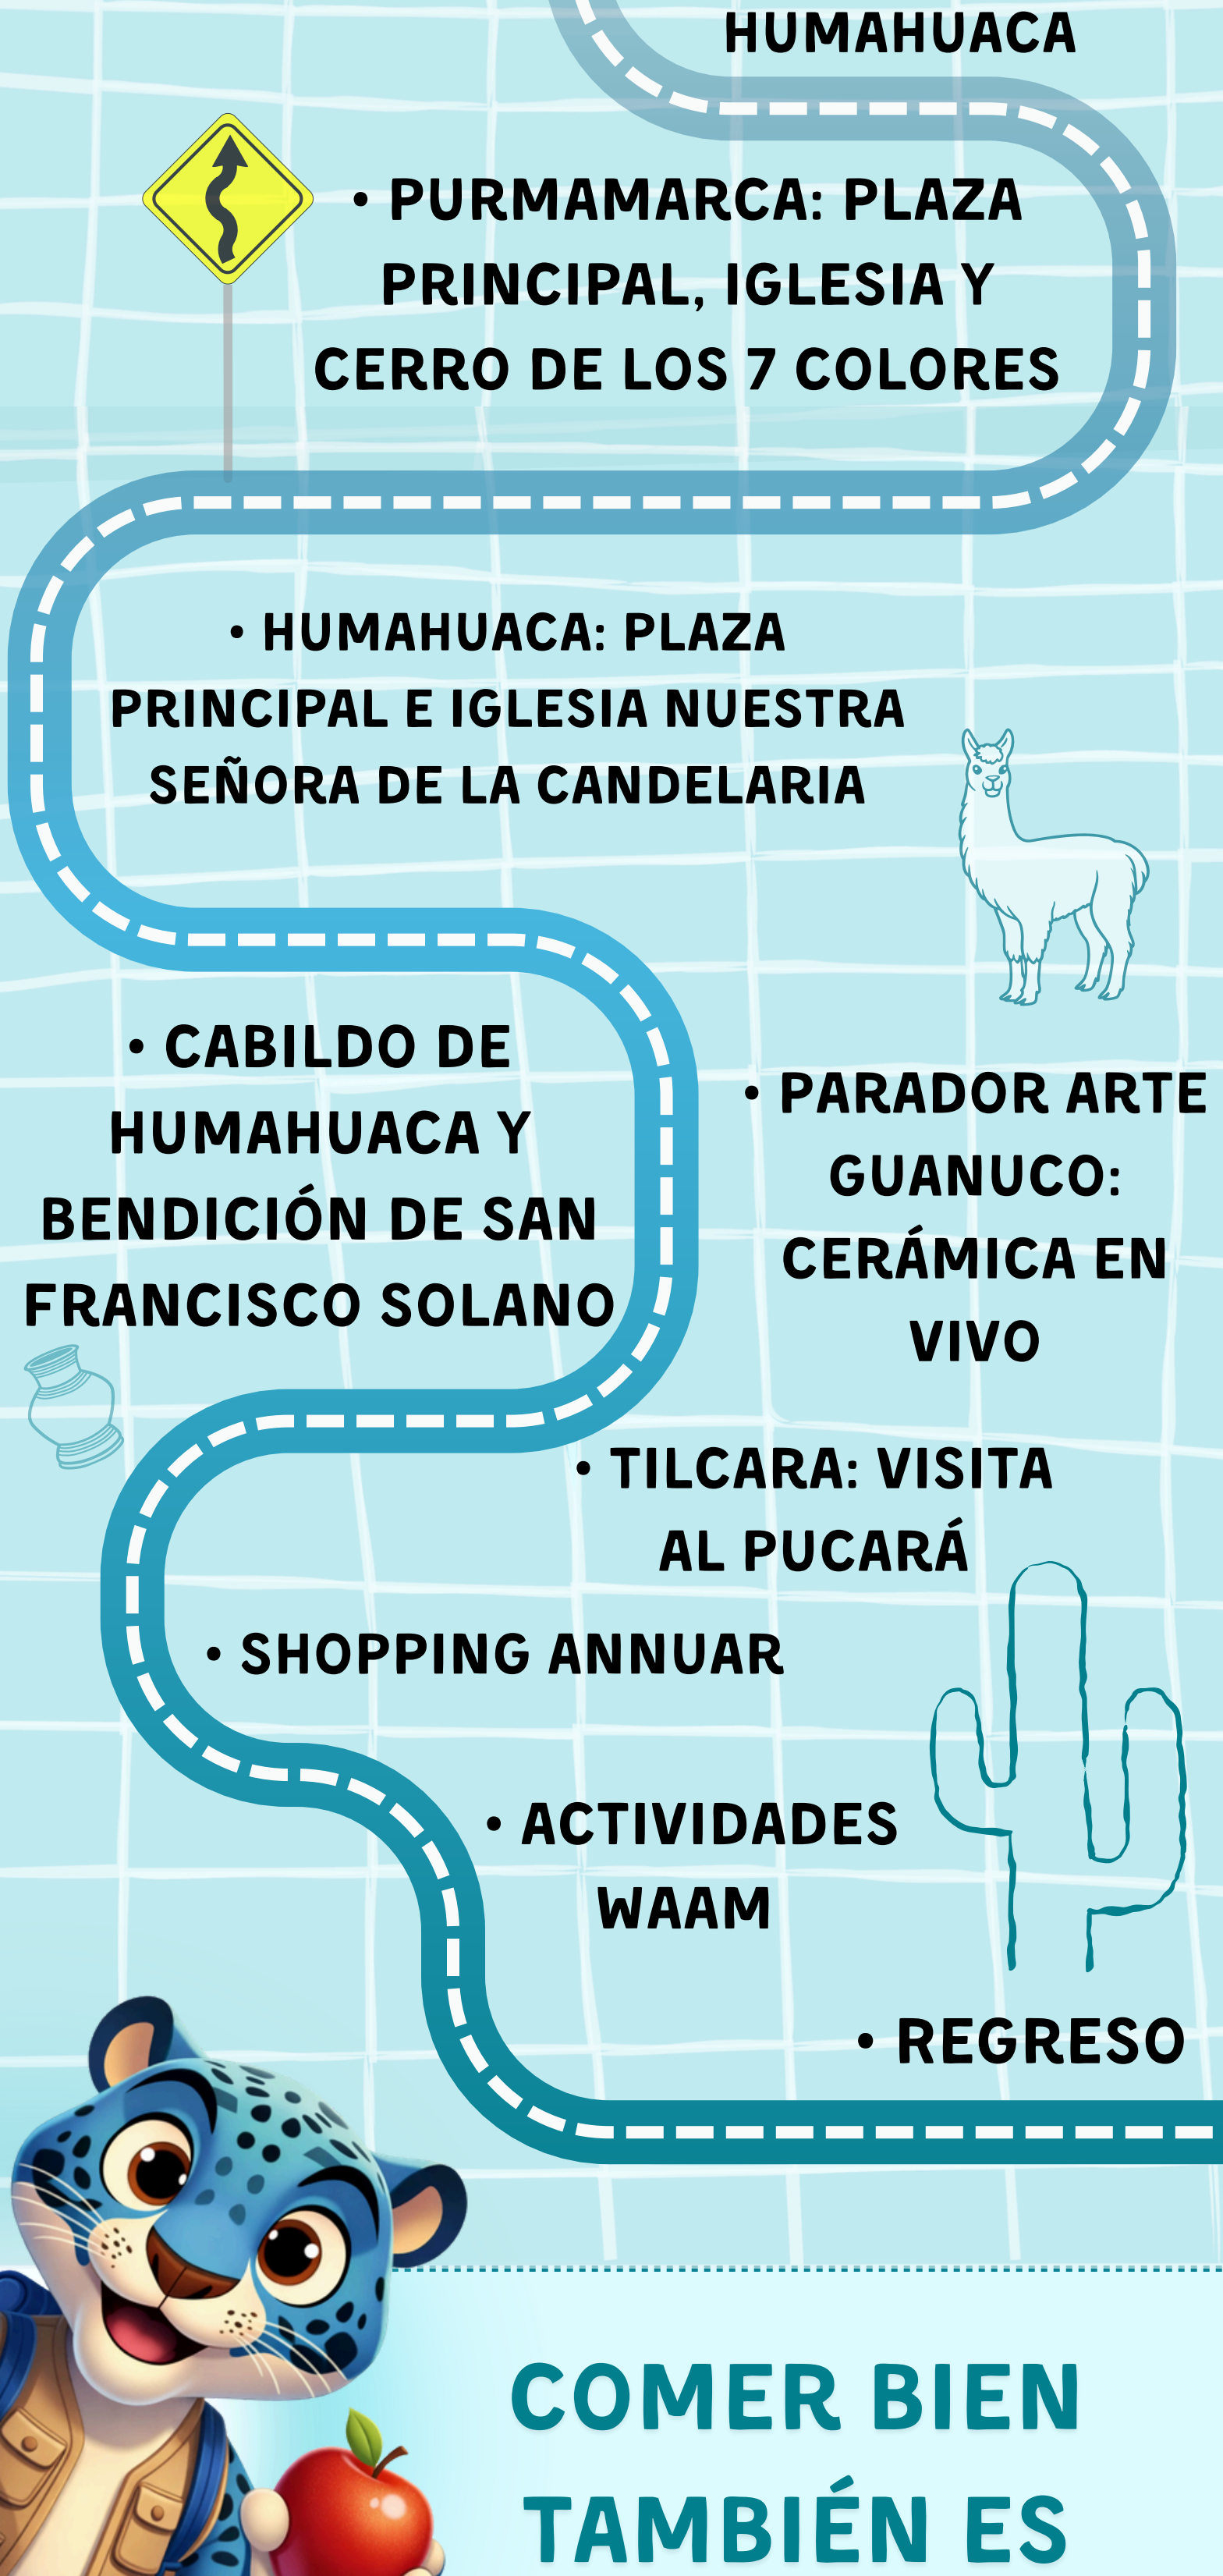 HUMAHUACA
• PURMAMARCA: PLAZA
PRINCIPAL, IGLESIA Y
CERRO DE LOS 7 COLORES
• HUMAHUACA: PLAZA
PRINCIPAL E IGLESIA NUESTRA
SEÑORA DE LA CANDELARIA
• CABILDO DE
HUMAHUACA Y
BENDICIÓN DE SAN
FRANCISCO SOLANO
• PARADOR ARTE
GUANUCO:
CERÁMICA EN
VIVO
• TILCARA: VISITA
AL PUCARÁ
• SHOPPING ANNUAR
• ACTIVIDADES
WAAM
• REGRESO
COMER BIEN
TAMBIÉN ES